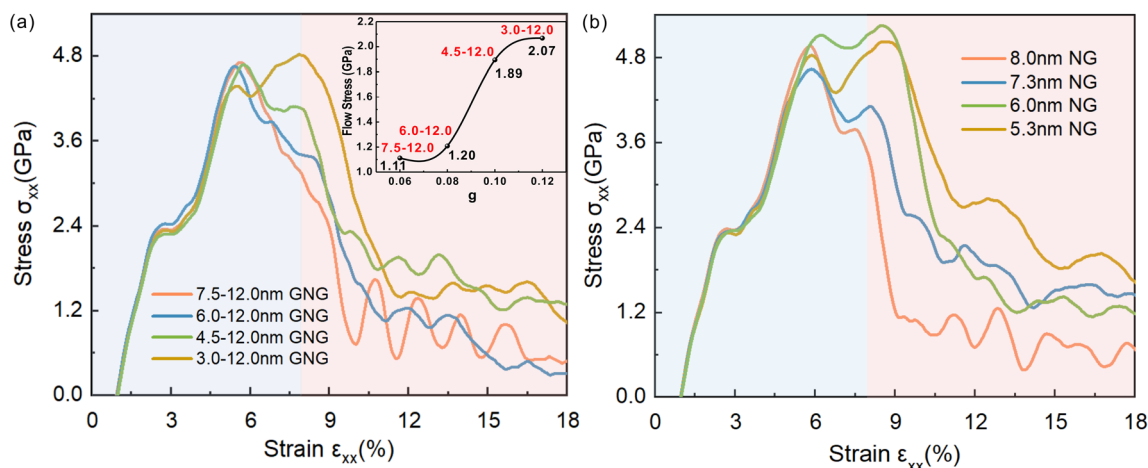 (a)
Stress σxx(GPa)
4.8
3.6
2.4
1.2
0.0
0
3
6
9
12
15
18
Strain εxx(%)
7.5-12.0nm GNG
6.0-12.0nm GNG
4.5-12.0nm GNG
3.0-12.0nm GNG
Flow Stress (GPa)
2.2
2.0
1.8
1.6
1.4
1.2
1.0
0.06
0.08
0.10
0.12
g
3.0-12.0
2.07
4.5-12.0
1.89
6.0-12.0
1.20
7.5-12.0
1.11
(b)
Stress σxx(GPa)
4.8
3.6
2.4
1.2
0.0
0
3
6
9
12
15
18
Strain εxx(%)
8.0nm NG
7.3nm NG
6.0nm NG
5.3nm NG